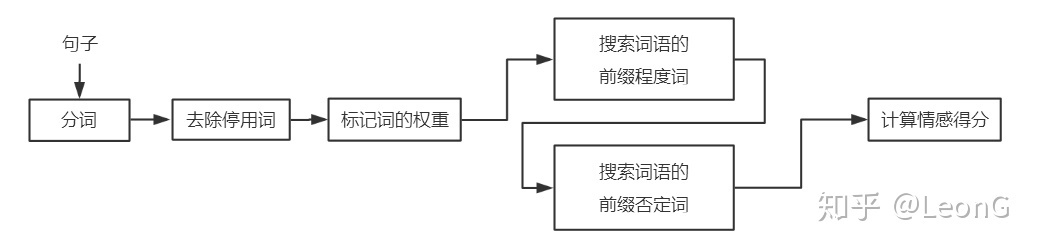 句子
分词
去除停用词
标记词的权重
搜索词语的
前缀程度词
搜索词语的
前缀否定词
计算情感得分
知乎 @LeonG